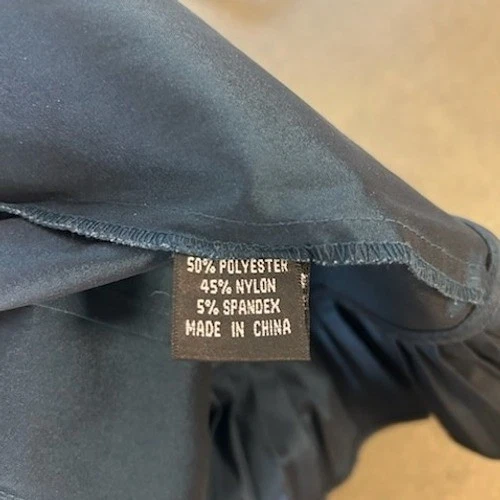 50% POLYESTER
45% NYLON
5% SPANDEX
MADE IN CHINA